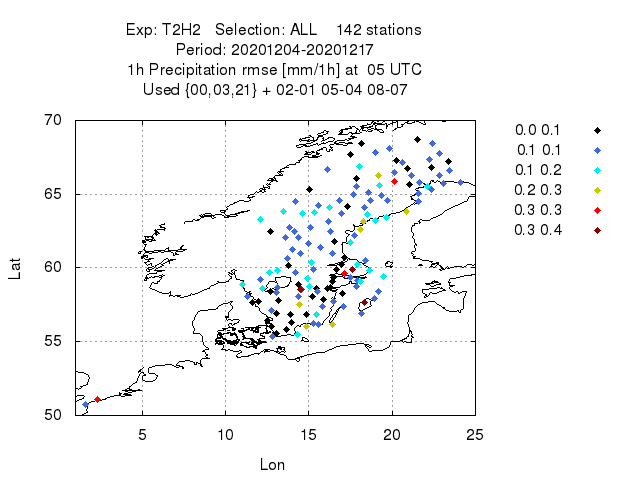 Exp: T2H2   Selection: ALL    142 stations
Period: 20201204-20201217
1h Precipitation rmse [mm/1h] at  05 UTC
Used {00,03,21} + 02-01 05-04 08-07
70
65
60
55
50
Lat
5 10 15 20 25
Lon
0.0 0.1
0.1 0.1
0.1 0.2
0.2 0.3
0.3 0.3
0.3 0.4